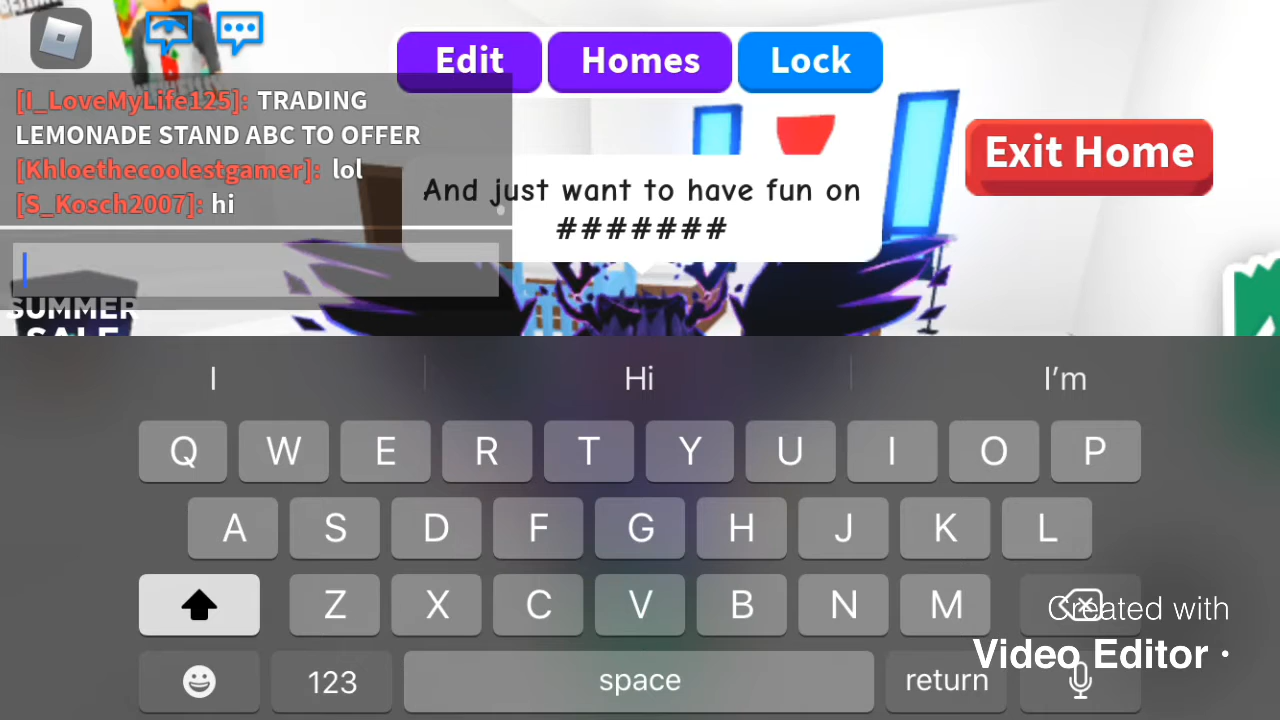 Edit
Homes
Lock
[I_LoveMyLife125]: TRADING
LEMONADE STAND ABC TO OFFER
[Khloethecoolestgamer]: lol
[S_Kosch2007]: hi
Exit Home
And just want to have fun on
#######
SUMMER
SALE
I
Hi
I'm
Q W E R T Y U I O P
A S D F G H J K L
Z X C V B N M
123
space
return
Created with
Video Editor ·